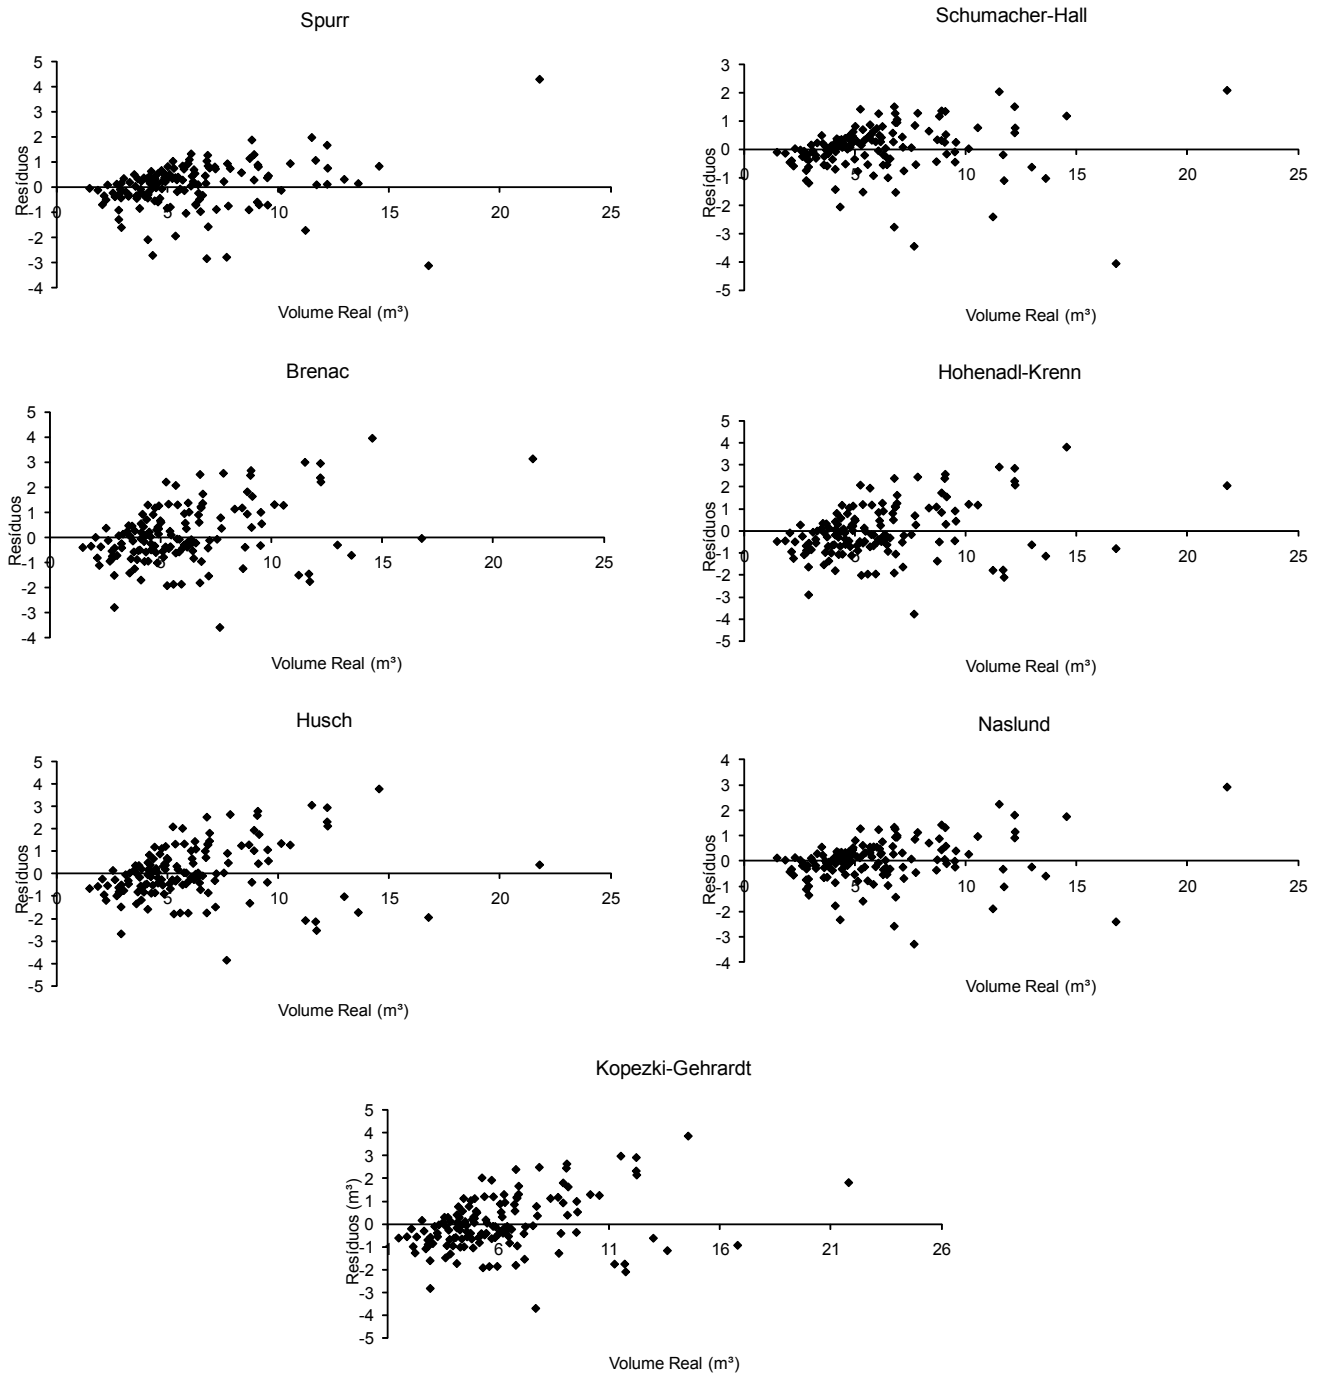 Spurr
5
4
3
2
1
0
-1
-2
-3
-4
0 5 10 15 20 25
Resíduos
Volume Real (m³)
Schumacher-Hall
3
2
1
0
-1
-2
-3
-4
-5
0 5 10 15 20 25
Resíduos
Volume Real (m³)
Brenac
5
4
3
2
1
0
-1
-2
-3
-4
0 5 10 15 20 25
Resíduos
Volume Real (m³)
Hohenadl-Krenn
5
4
3
2
1
0
-1
-2
-3
-4
-5
0 5 10 15 20 25
Resíduos
Volume Real (m³)
Husch
5
4
3
2
1
0
-1
-2
-3
-4
-5
0 5 10 15 20 25
Resíduos
Volume Real (m³)
Naslund
4
3
2
1
0
-1
-2
-3
-4
0 5 10 15 20 25
Resíduos
Volume Real (m³)
Kopezki-Gehrardt
5
4
3
2
1
0
-1
-2
-3
-4
-5
1 6 11 16 21 26
Resíduos (m³)
Volume Real (m³)